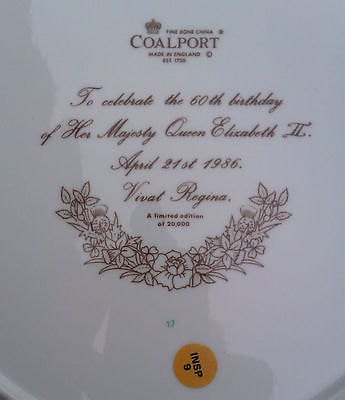 FINE BONE CHINA
COALPORT
MADE IN ENGLAND ©
EST 1750
To celebrate the 60th birthday
of Her Majesty Queen Elizabeth II.
April 21st 1986.
Vivat Regina.
A limited edition
of 20,000
17
INSP
9